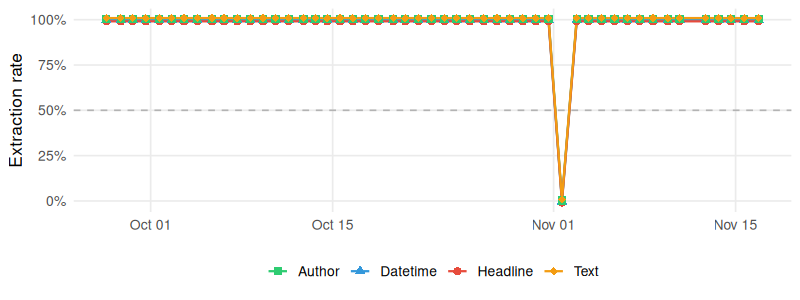 Extraction rate
100%
75%
50%
25%
0%
Oct 01 Oct 15 Nov 01 Nov 15
Author Datetime Headline Text